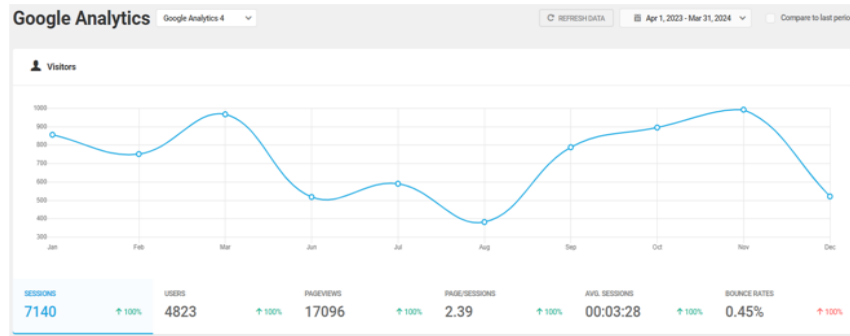 Google Analytics Google Analytics 4 REFRESH DATA Apr 1, 2023 - Mar 31, 2024 Compare to last perio
Visitors
1000
900
800
700
600
500
400
300
Jan Feb Mar Jun Jul Aug Sep Oct Nov Dec
SESSIONS USERS PAGEVIEWS PAGE/SESSIONS AVG. SESSIONS BOUNCE RATES
7140 100% 4823 100% 17096 100% 2.39 100% 00:03:28 100% 0.45% 100%